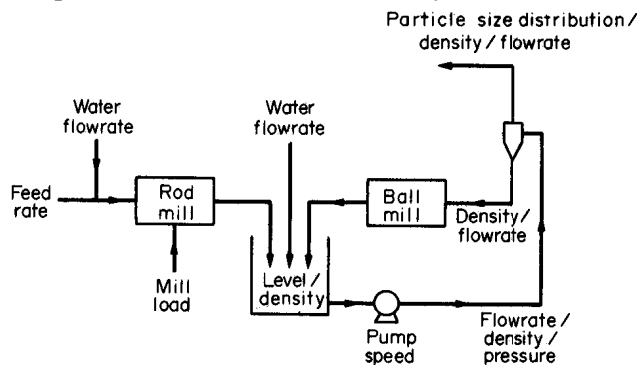 Particle size distribution/
density/flowrate
Water
flowrate
Water
flowrate
Feed
rate
Rod
mill
Ball
mill
Density/
flowrate
Mill
load
Level/
density
Pump
speed
Flowrate/
density/
pressure